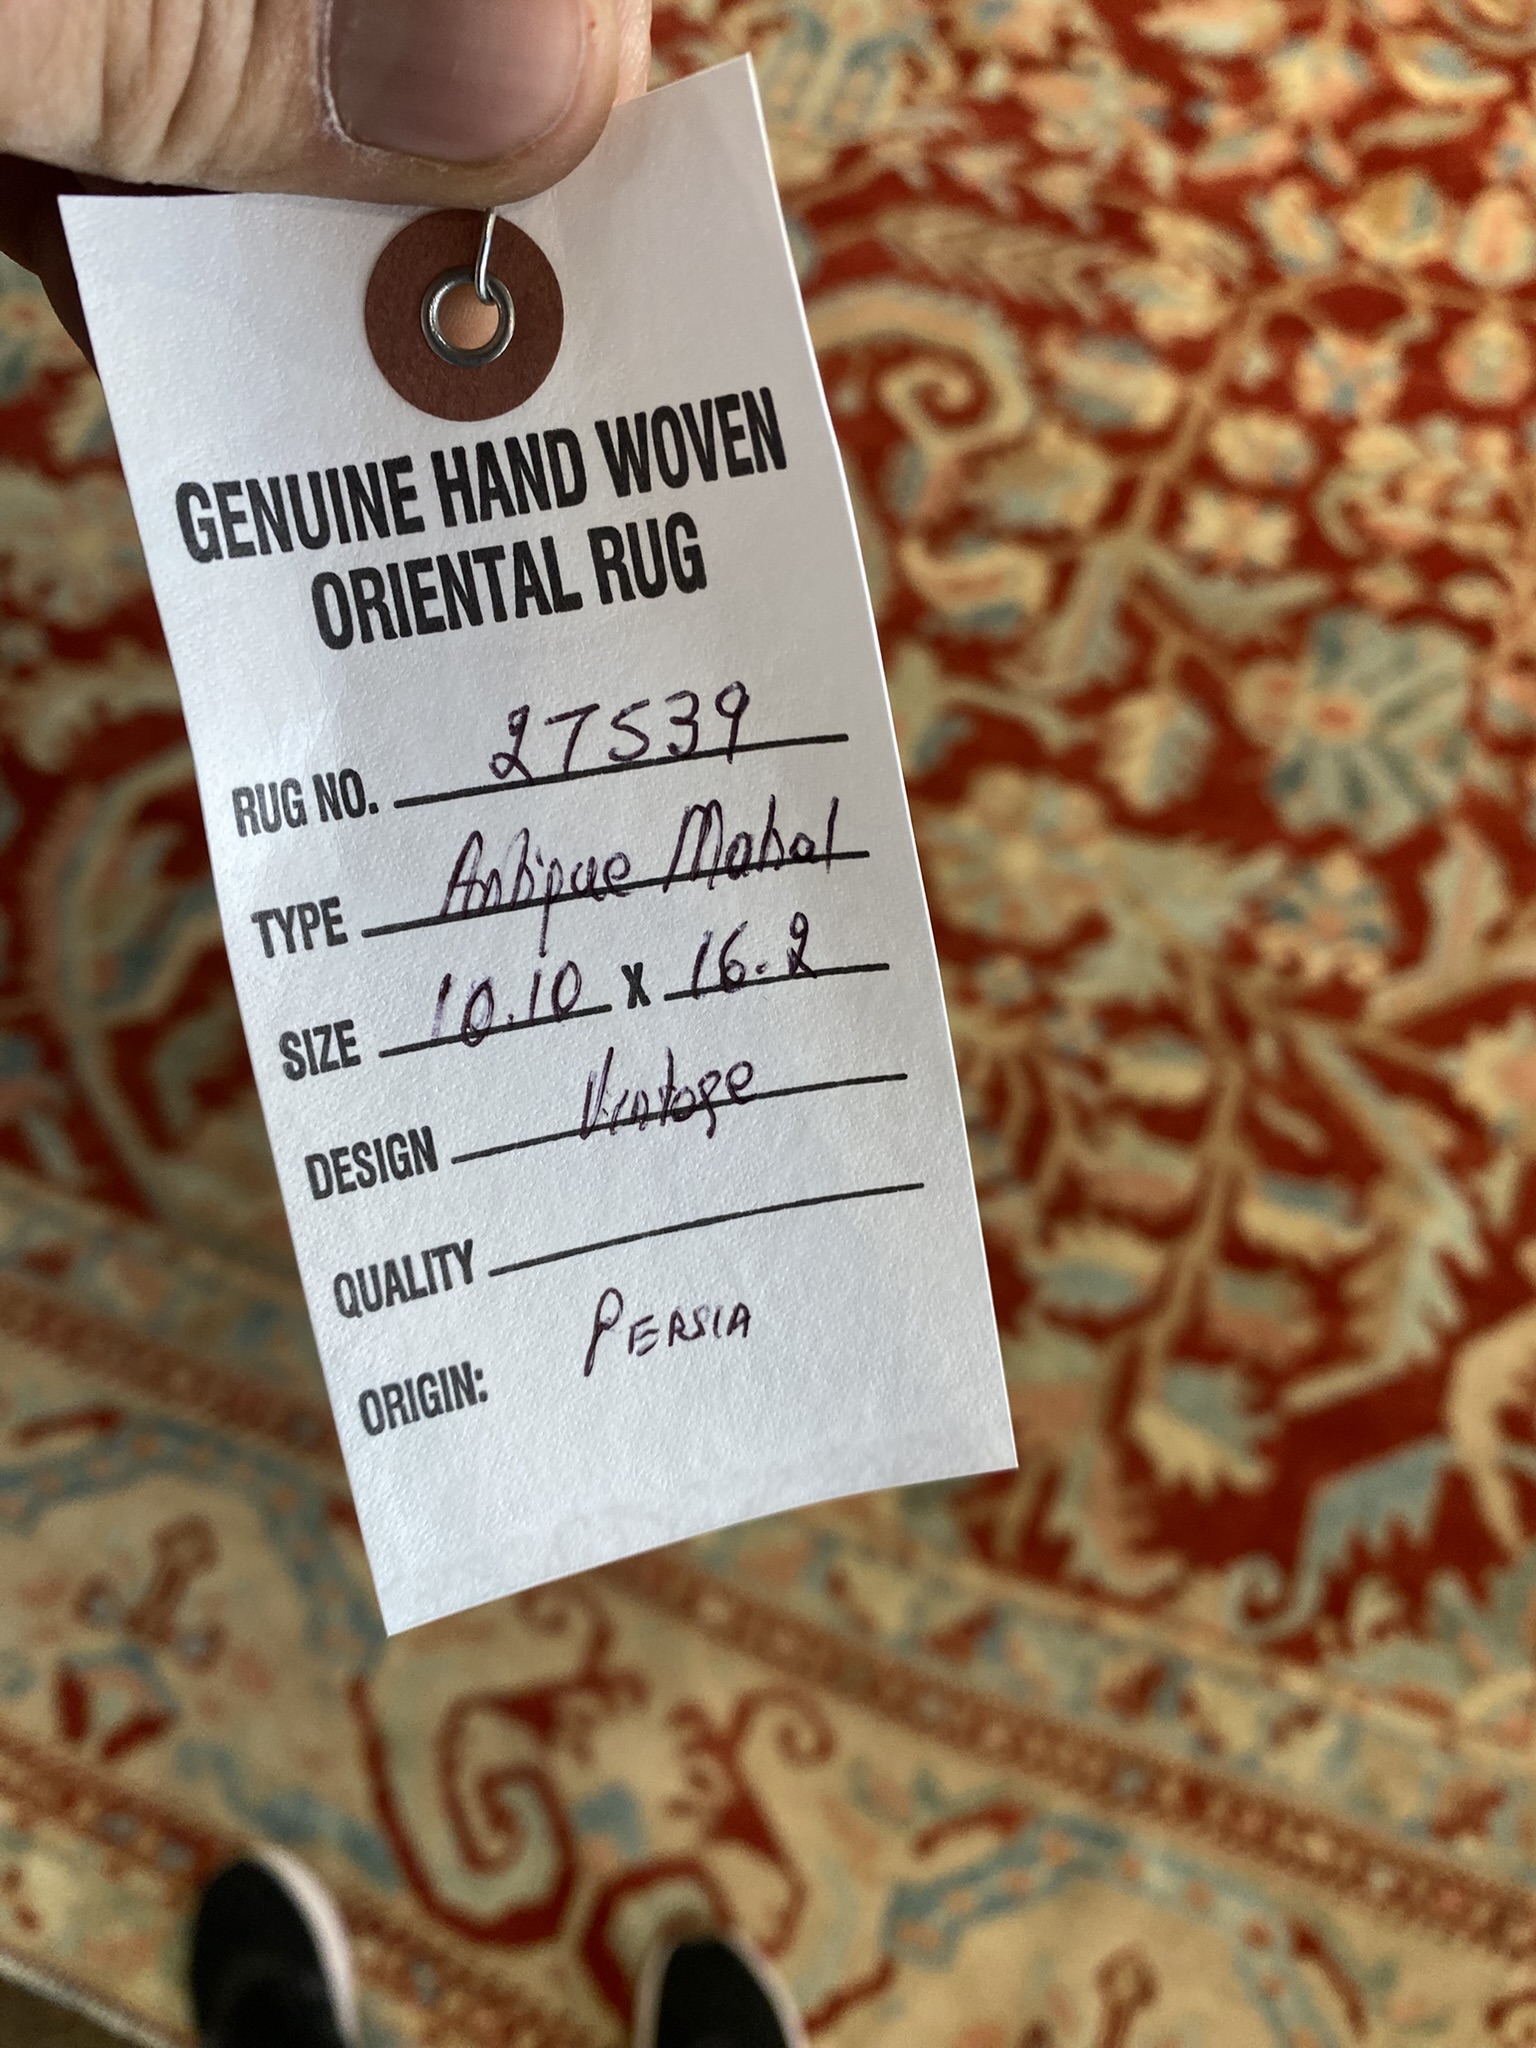 GENUINE HAND WOVEN
ORIENTAL RUG
RUG NO. 27539
TYPE Antique Mahal
SIZE 10.10 X 16.2
DESIGN Vintage
QUALITY
ORIGIN: PERSIA